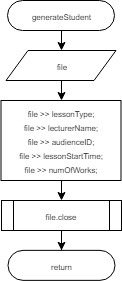 generateStudent
file
file >> lessonType;
file >> lecturerName;
file >> audienceID;
file >> lessonStartTime;
file >> numOfWorks;
file.close
return